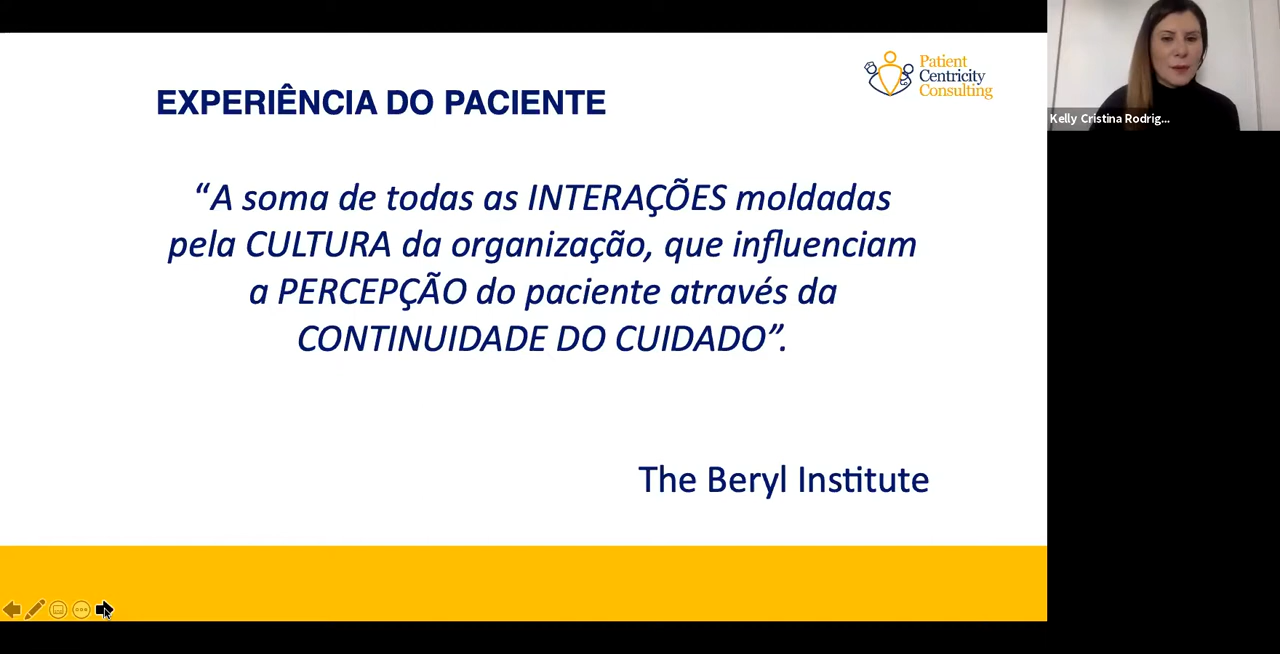 EXPERIÊNCIA DO PACIENTE
Patient
Centricity
Consulting
Kelly Cristina Rodrig...
“A soma de todas as INTERAÇÕES moldadas
pela CULTURA da organização, que influenciam
a PERCEPÇÃO do paciente através da
CONTINUIDADE DO CUIDADO”.
The Beryl Institute